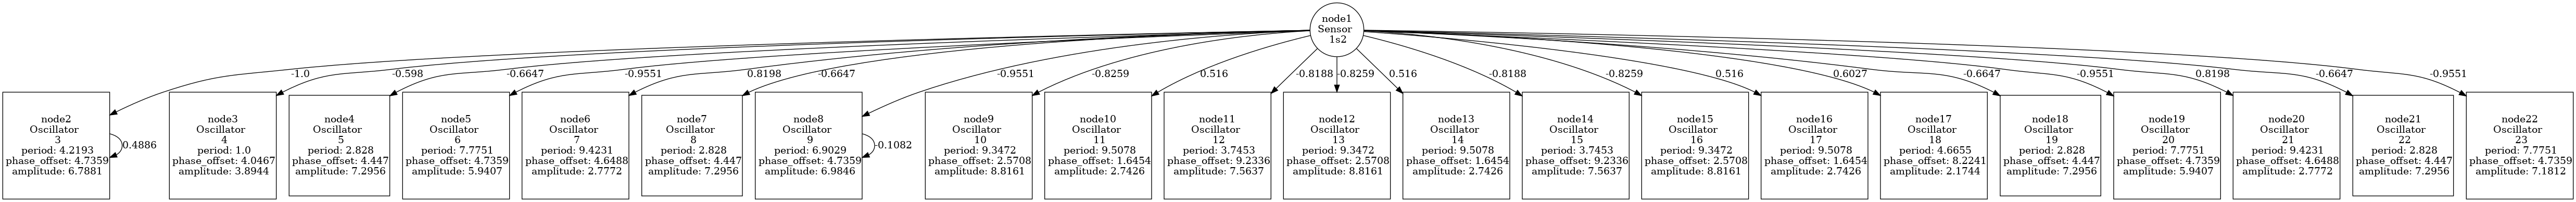 node1
Sensor
1s2
-1.0
-0.598
-0.6647
-0.9551
0.8198
-0.6647
-0.9551
-0.8259
0.516
-0.8188
-0.8259
0.516
-0.8188
-0.8259
0.516
0.6027
-0.6647
-0.9551
0.8198
-0.6647
-0.9551
node2
Oscillator
3
period: 4.2193
phase_offset: 4.7359
amplitude: 6.7881
0.4886
node3
Oscillator
4
period: 1.0
phase_offset: 4.0467
amplitude: 3.8944
node4
Oscillator
5
period: 2.828
phase_offset: 4.447
amplitude: 7.2956
node5
Oscillator
6
period: 7.7751
phase_offset: 4.7359
amplitude: 5.9407
node6
Oscillator
7
period: 9.4231
phase_offset: 4.6488
amplitude: 2.7772
node7
Oscillator
8
period: 2.828
phase_offset: 4.447
amplitude: 7.2956
node8
Oscillator
9
period: 6.9029
phase_offset: 4.7359
amplitude: 6.9846
-0.1082
node9
Oscillator
10
period: 9.3472
phase_offset: 2.5708
amplitude: 8.8161
node10
Oscillator
11
period: 9.5078
phase_offset: 1.6454
amplitude: 2.7426
node11
Oscillator
12
period: 3.7453
phase_offset: 9.2336
amplitude: 7.5637
node12
Oscillator
13
period: 9.3472
phase_offset: 2.5708
amplitude: 8.8161
node13
Oscillator
14
period: 9.5078
phase_offset: 1.6454
amplitude: 2.7426
node14
Oscillator
15
period: 3.7453
phase_offset: 9.2336
amplitude: 7.5637
node15
Oscillator
16
period: 9.3472
phase_offset: 2.5708
amplitude: 8.8161
node16
Oscillator
17
period: 9.5078
phase_offset: 1.6454
amplitude: 2.7426
node17
Oscillator
18
period: 4.6655
phase_offset: 8.2241
amplitude: 2.1744
node18
Oscillator
19
period: 2.828
phase_offset: 4.447
amplitude: 7.2956
node19
Oscillator
20
period: 7.7751
phase_offset: 4.7359
amplitude: 5.9407
node20
Oscillator
21
period: 9.4231
phase_offset: 4.6488
amplitude: 2.7772
node21
Oscillator
22
period: 2.828
phase_offset: 4.447
amplitude: 7.2956
node22
Oscillator
23
period: 7.7751
phase_offset: 4.7359
amplitude: 7.1812